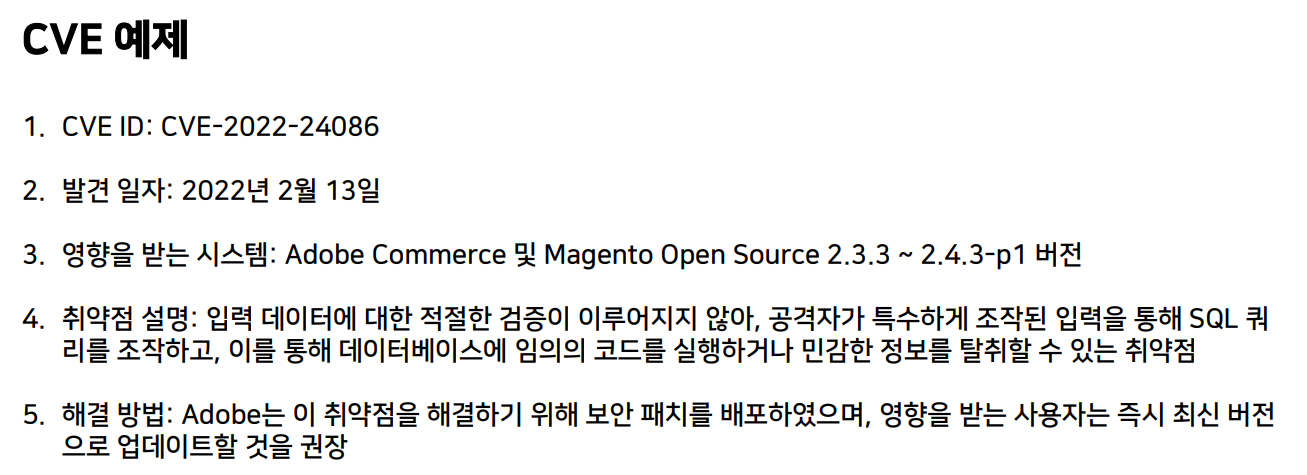 CVE 예제
1. CVE ID: CVE-2022-24086
2. 발견 일자: 2022년 2월 13일
3. 영향을 받는 시스템: Adobe Commerce 및 Magento Open Source 2.3.3 ~ 2.4.3-p1 버전
4. 취약점 설명: 입력 데이터에 대한 적절한 검증이 이루어지지 않아, 공격자가 특수하게 조작된 입력을 통해 SQL 쿼
리를 조작하고, 이를 통해 데이터베이스에 임의의 코드를 실행하거나 민감한 정보를 탈취할 수 있는 취약점
5. 해결 방법: Adobe는 이 취약점을 해결하기 위해 보안 패치를 배포하였으며, 영향을 받는 사용자는 즉시 최신 버전
으로 업데이트할 것을 권장